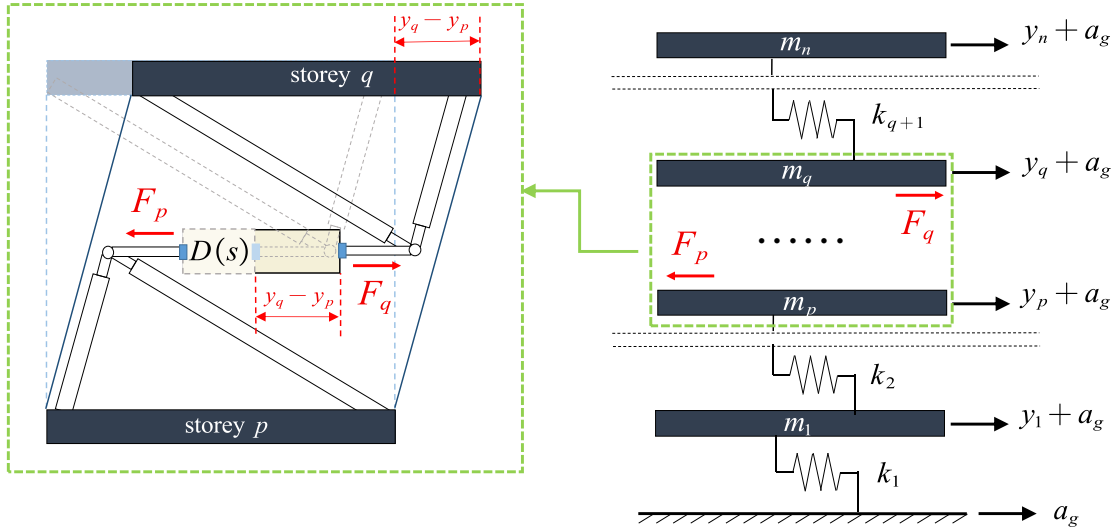 y_q − y_p
storey q
F_p
D(s)
F_q
y_q − y_p
storey p
m_n
y_n + a_g
k_{q+1}
m_q
y_q + a_g
F_q
......
F_p
m_p
y_p + a_g
k_2
m_1
y_1 + a_g
k_1
a_g